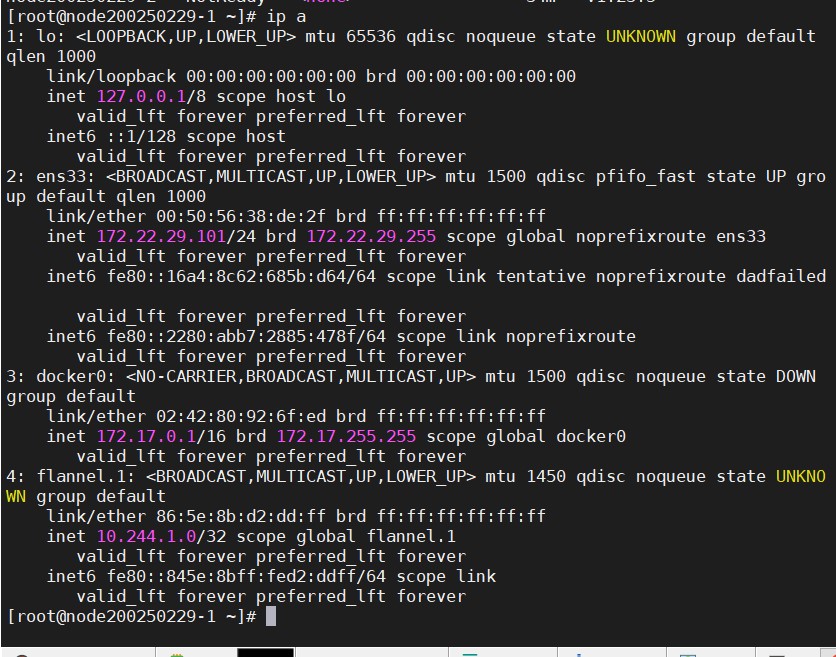 [root@node200250229-1 ~]# ip a
1: lo: <LOOPBACK,UP,LOWER_UP> mtu 65536 qdisc noqueue state UNKNOWN group default
qlen 1000
    link/loopback 00:00:00:00:00:00 brd 00:00:00:00:00:00
    inet 127.0.0.1/8 scope host lo
       valid_lft forever preferred_lft forever
    inet6 ::1/128 scope host
       valid_lft forever preferred_lft forever
2: ens33: <BROADCAST,MULTICAST,UP,LOWER_UP> mtu 1500 qdisc pfifo_fast state UP gro
up default qlen 1000
    link/ether 00:50:56:38:de:2f brd ff:ff:ff:ff:ff:ff
    inet 172.22.29.101/24 brd 172.22.29.255 scope global noprefixroute ens33
       valid_lft forever preferred_lft forever
    inet6 fe80::16a4:8c62:685b:d64/64 scope link tentative noprefixroute dadfailed
       valid_lft forever preferred_lft forever
    inet6 fe80::2280:abb7:2885:478f/64 scope link noprefixroute
       valid_lft forever preferred_lft forever
3: docker0: <NO-CARRIER,BROADCAST,MULTICAST,UP> mtu 1500 qdisc noqueue state DOWN
group default
    link/ether 02:42:80:92:6f:ed brd ff:ff:ff:ff:ff:ff
    inet 172.17.0.1/16 brd 172.17.255.255 scope global docker0
       valid_lft forever preferred_lft forever
4: flannel.1: <BROADCAST,MULTICAST,UP,LOWER_UP> mtu 1450 qdisc noqueue state UNKNO
WN group default
    link/ether 86:5e:8b:d2:dd:ff brd ff:ff:ff:ff:ff:ff
    inet 10.244.1.0/32 scope global flannel.1
       valid_lft forever preferred_lft forever
    inet6 fe80::845e:8bff:fed2:ddff/64 scope link
       valid_lft forever preferred_lft forever
[root@node200250229-1 ~]#